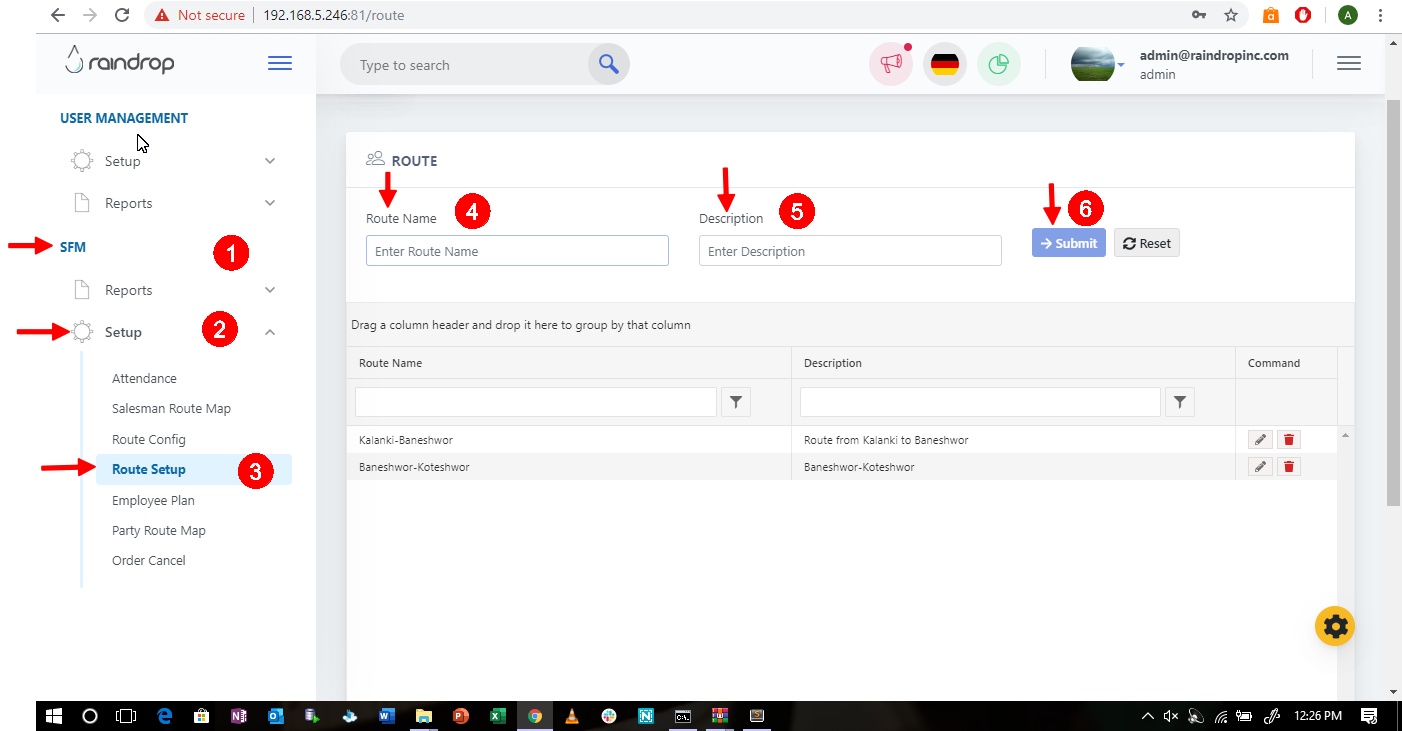 Not secure
192.168.5.246:81/route
A
raindrop
Type to search
admin@raindropinc.com
admin
USER MANAGEMENT
Setup
Reports
SFM
1
Reports
Setup
2
Attendance
Salesman Route Map
Route Config
Route Setup
3
Employee Plan
Party Route Map
Order Cancel
ROUTE
Route Name
4
Description
5
6
Enter Route Name
Enter Description
Submit
Reset
Drag a column header and drop it here to group by that column
Route Name
Description
Command
Kalanki-Baneshwor
Route from Kalanki to Baneshwor
Baneshwor-Koteshwor
Baneshwor-Koteshwor
12:26 PM